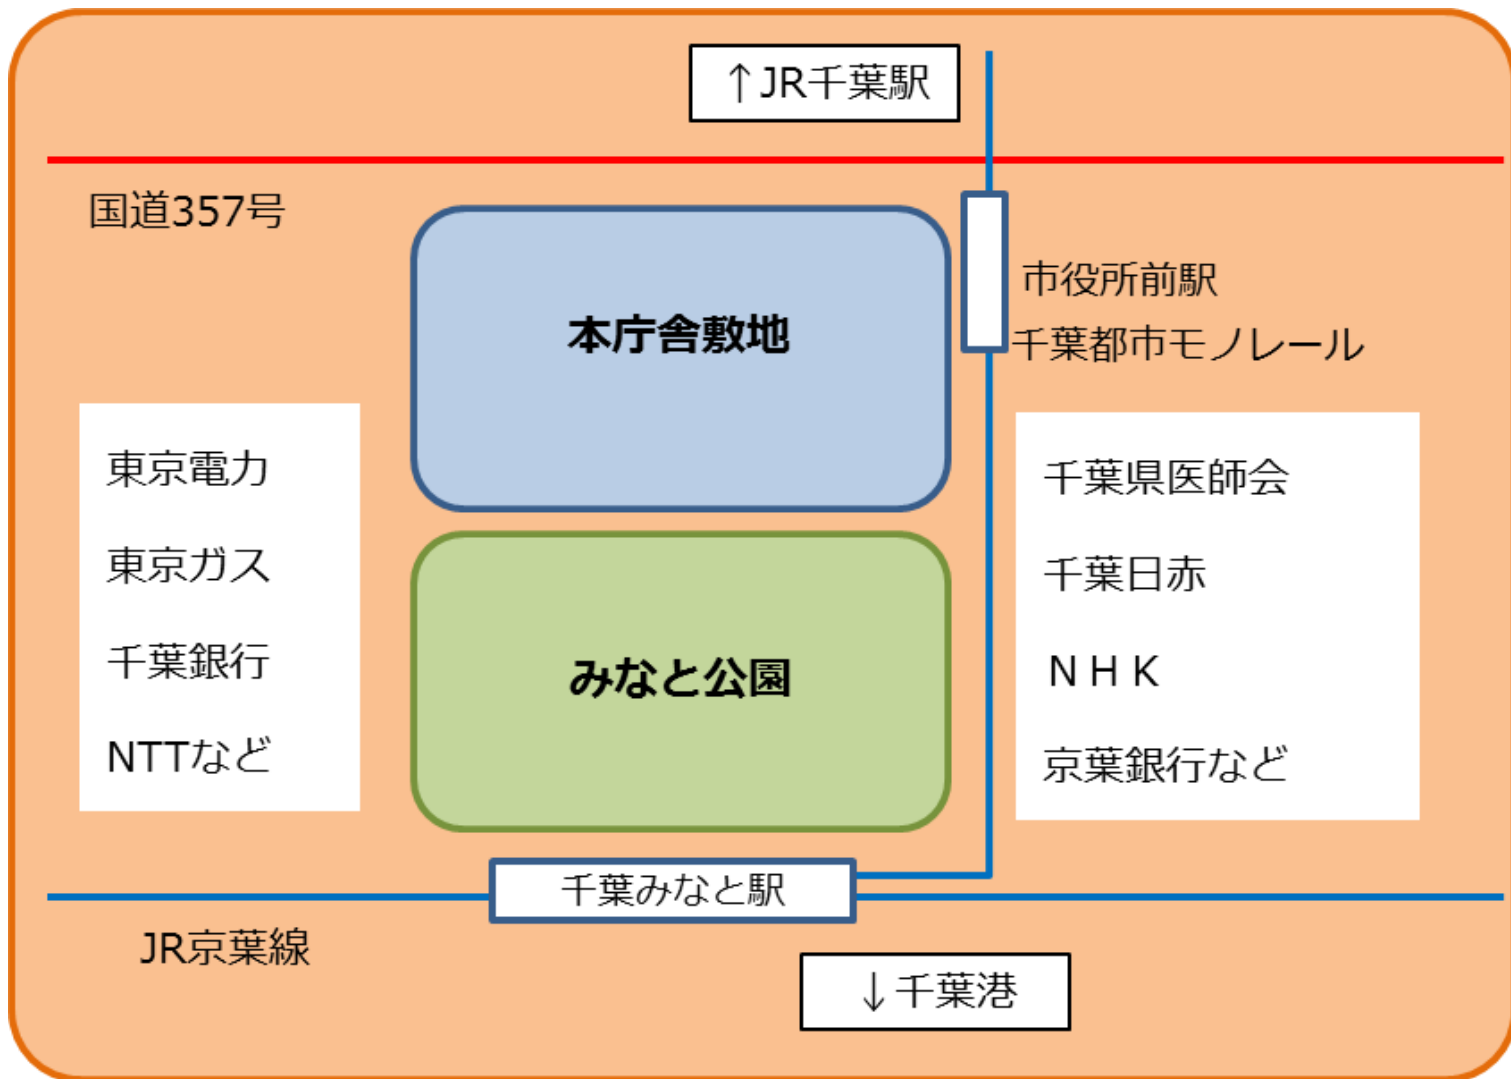 ↑JR千葉駅
国道357号
本庁舎敷地
市役所前駅
千葉都市モノレール
東京電力
東京ガス
千葉銀行
NTTなど
みなと公園
千葉県医師会
千葉日赤
ＮＨＫ
京葉銀行など
千葉みなと駅
JR京葉線
↓千葉港